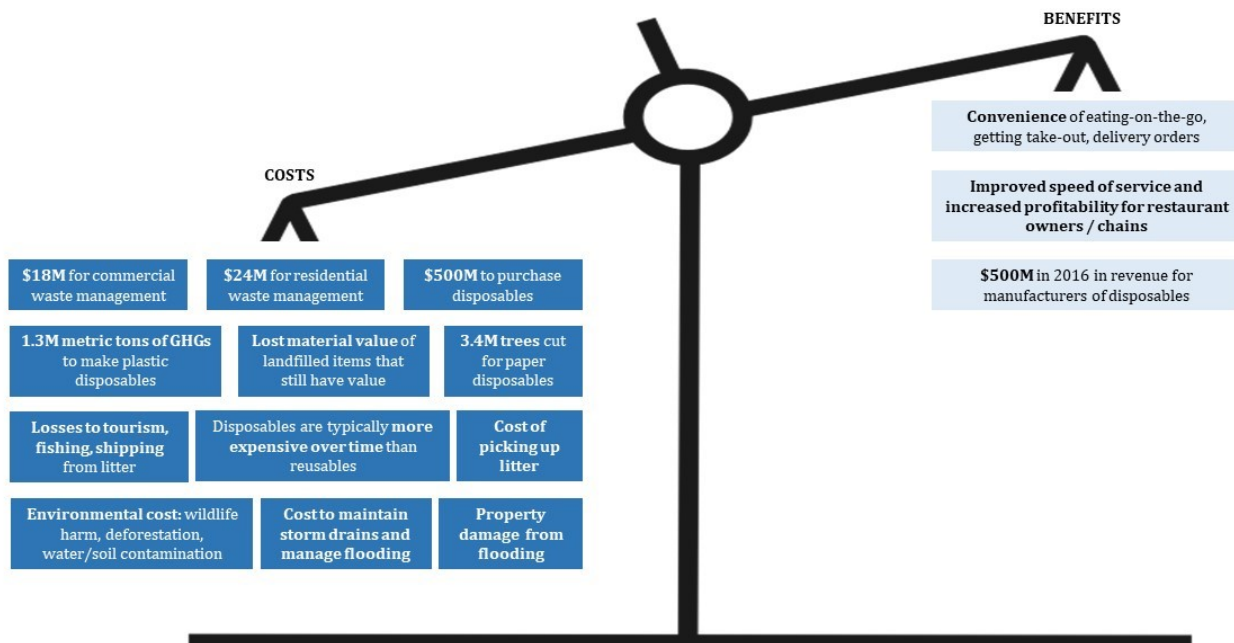 BENEFITS
Convenience of eating-on-the-go,
getting take-out, delivery orders
Improved speed of service and
increased profitability for restaurant
owners / chains
$500M in 2016 in revenue for
manufacturers of disposables
COSTS
$18M for commercial
waste management
$24M for residential
waste management
$500M to purchase
disposables
1.3M metric tons of GHGs
to make plastic
disposables
Lost material value of
landfilled items that
still have value
3.4M trees cut
for paper
disposables
Losses to tourism,
fishing, shipping
from litter
Disposables are typically more
expensive over time than
reusables
Cost of
picking up
litter
Environmental cost: wildlife
harm, deforestation,
water/soil contamination
Cost to maintain
storm drains and
manage flooding
Property
damage from
flooding